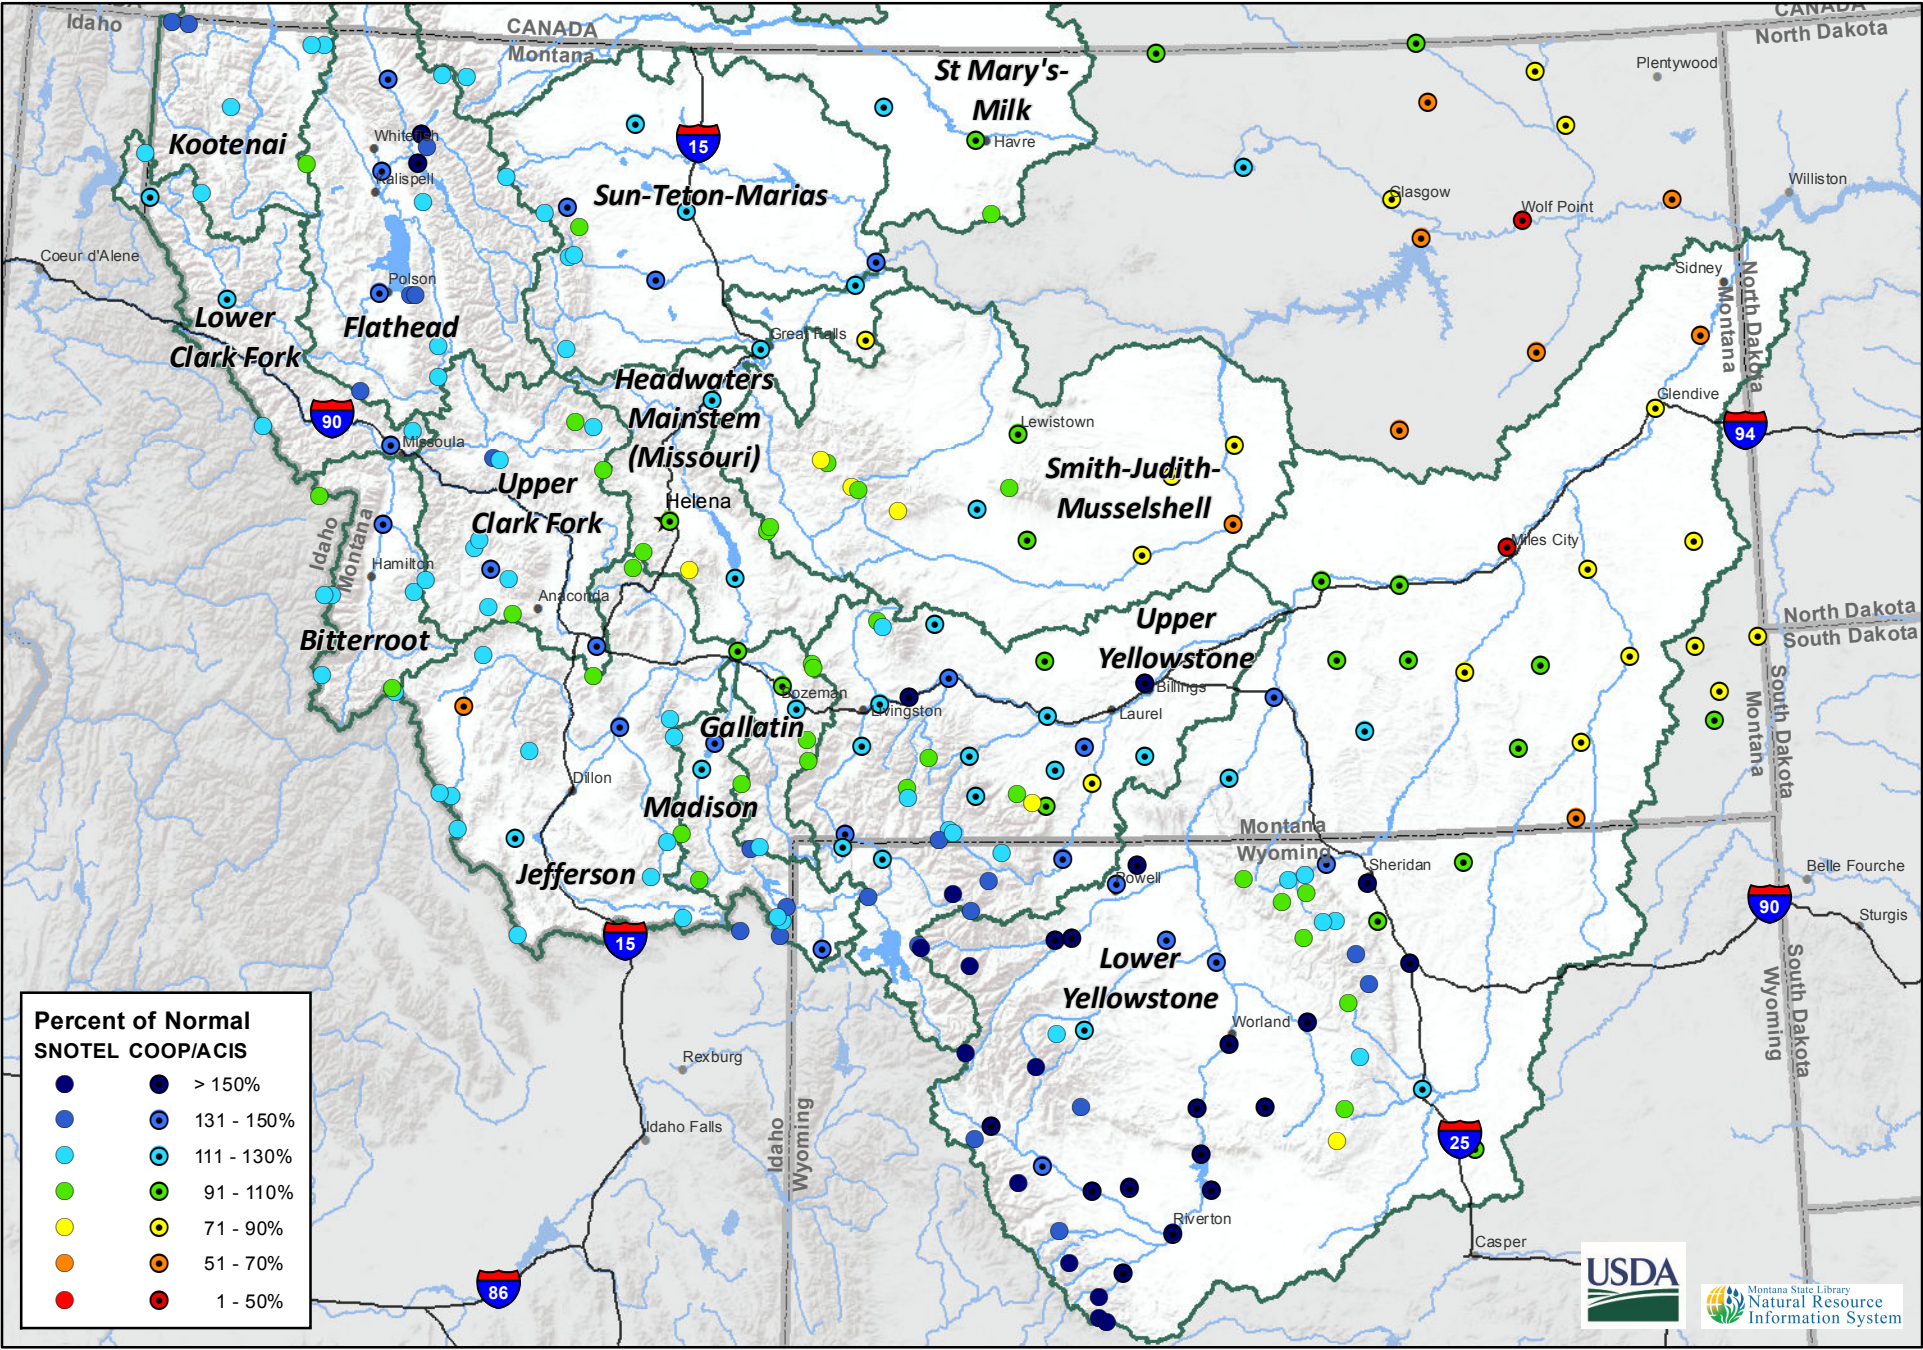 Idaho
CANADA
Montana
CANADA
North Dakota
Plentywood
St Mary's-
Milk
Havre
Kootenai
Whitefish
Kalispell
15
Sun-Teton-Marias
Glasgow
Wolf Point
Williston
Coeur d'Alene
Polson
Sidney
Montana
North Dakota
Lower
Clark Fork
Flathead
Great Falls
Headwaters
Mainstem
(Missouri)
Glendive
90
Missoula
Lewistown
94
Smith-Judith-
Musselshell
Upper
Clark Fork
Helena
Idaho
Montana
Hamilton
Miles City
Anaconda
Bitterroot
Upper
Yellowstone
North Dakota
South Dakota
Bozeman
Livingston
Billings
Laurel
Gallatin
South Dakota
Montana
Dillon
Madison
Montana
Wyoming
Sheridan
Jefferson
Powell
Belle Fourche
90
Sturgis
15
Lower
Yellowstone
South Dakota
Wyoming
Worland
Percent of Normal
SNOTEL COOP/ACIS
> 150%
131 - 150%
111 - 130%
91 - 110%
71 - 90%
51 - 70%
1 - 50%
Rexburg
Idaho Falls
Idaho
Wyoming
25
Riverton
Casper
86
USDA
Montana State Library
Natural Resource
Information System